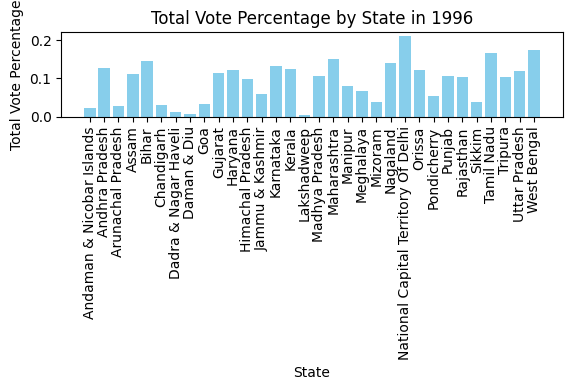 Total Vote Percentage by State in 1996
Total Vote Percentage
0.2
0.1
0.0
Andaman & Nicobar Islands
Andhra Pradesh
Arunachal Pradesh
Assam
Bihar
Chandigarh
Dadra & Nagar Haveli
Daman & Diu
Goa
Gujarat
Haryana
Himachal Pradesh
Jammu & Kashmir
Karnataka
Kerala
Lakshadweep
Madhya Pradesh
Maharashtra
Manipur
Meghalaya
Mizoram
Nagaland
National Capital Territory Of Delhi
Orissa
Pondicherry
Punjab
Rajasthan
Sikkim
Tamil Nadu
Tripura
Uttar Pradesh
West Bengal
State